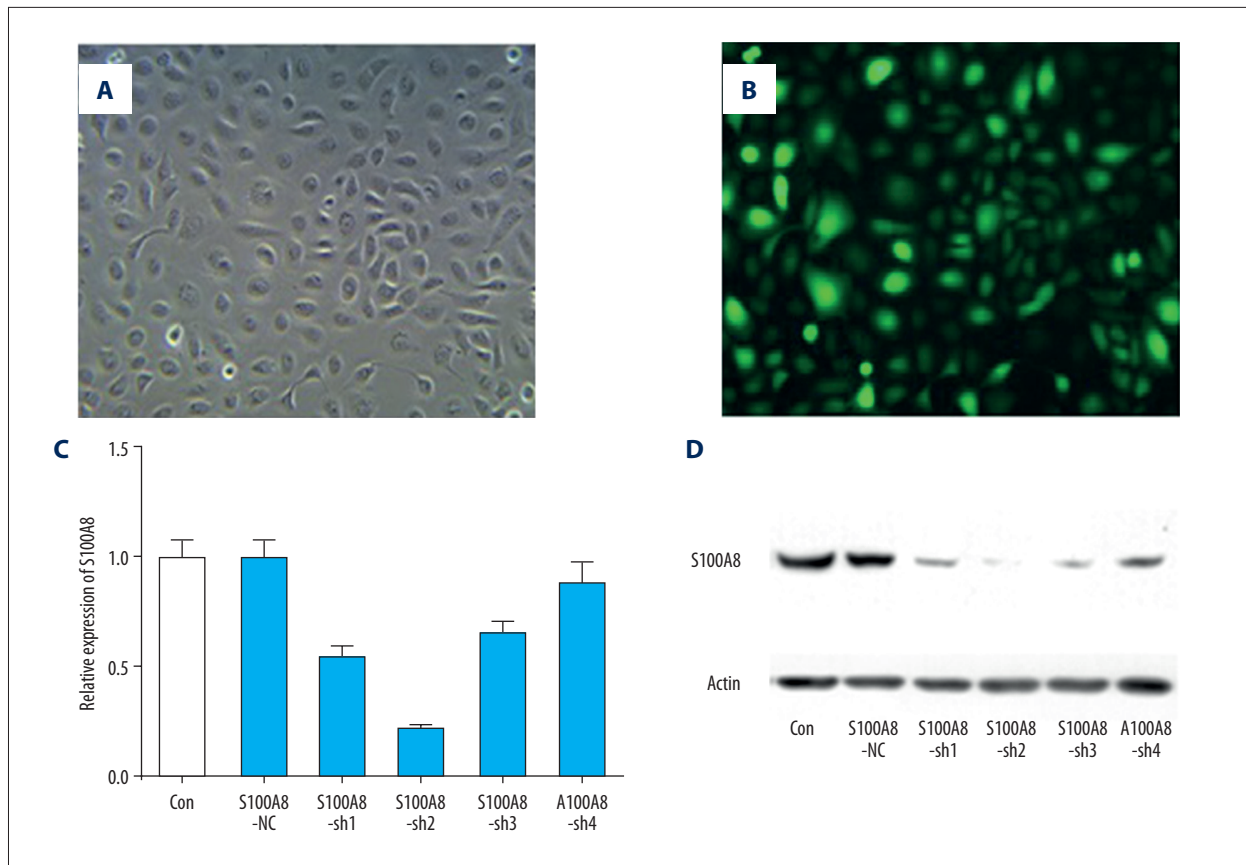 A
B
C
1.5
1.0
0.5
0.0
Relative expression of S100A8
Con
S100A8
-NC
S100A8
-sh1
S100A8
-sh2
S100A8
-sh3
A100A8
-sh4
D
S100A8
Actin
Con
S100A8
-NC
S100A8
-sh1
S100A8
-sh2
S100A8
-sh3
A100A8
-sh4